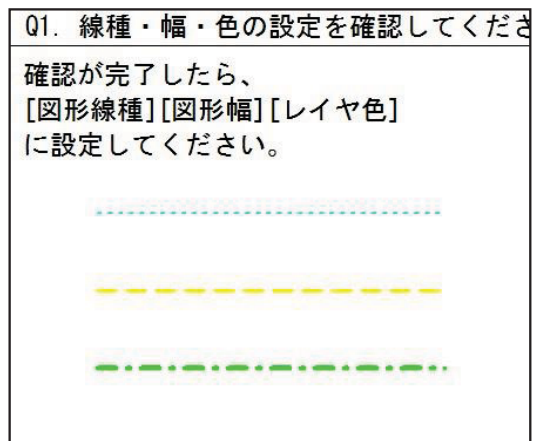 Q1. 線種・幅・色の設定を確認してくださ
確認が完了したら、
[図形線種][図形幅][レイヤ色]
に設定してください。